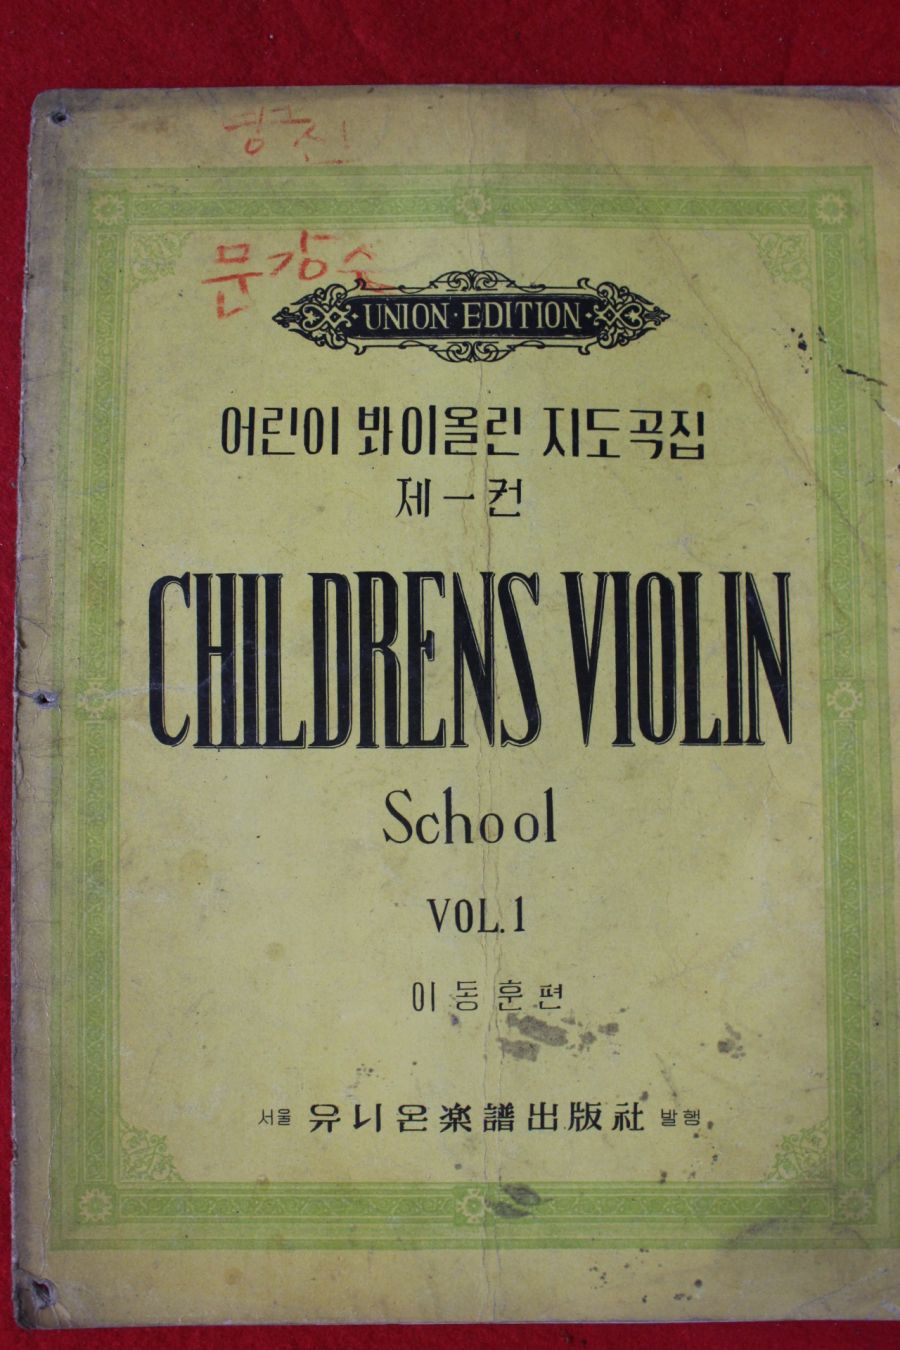 문강순
UNION·EDITION
어린이 봐이올린 지도곡집
제一권
CHILDRENS VIOLIN
School
VOL.1
이동훈편
서울 유니온楽譜出版社 발행